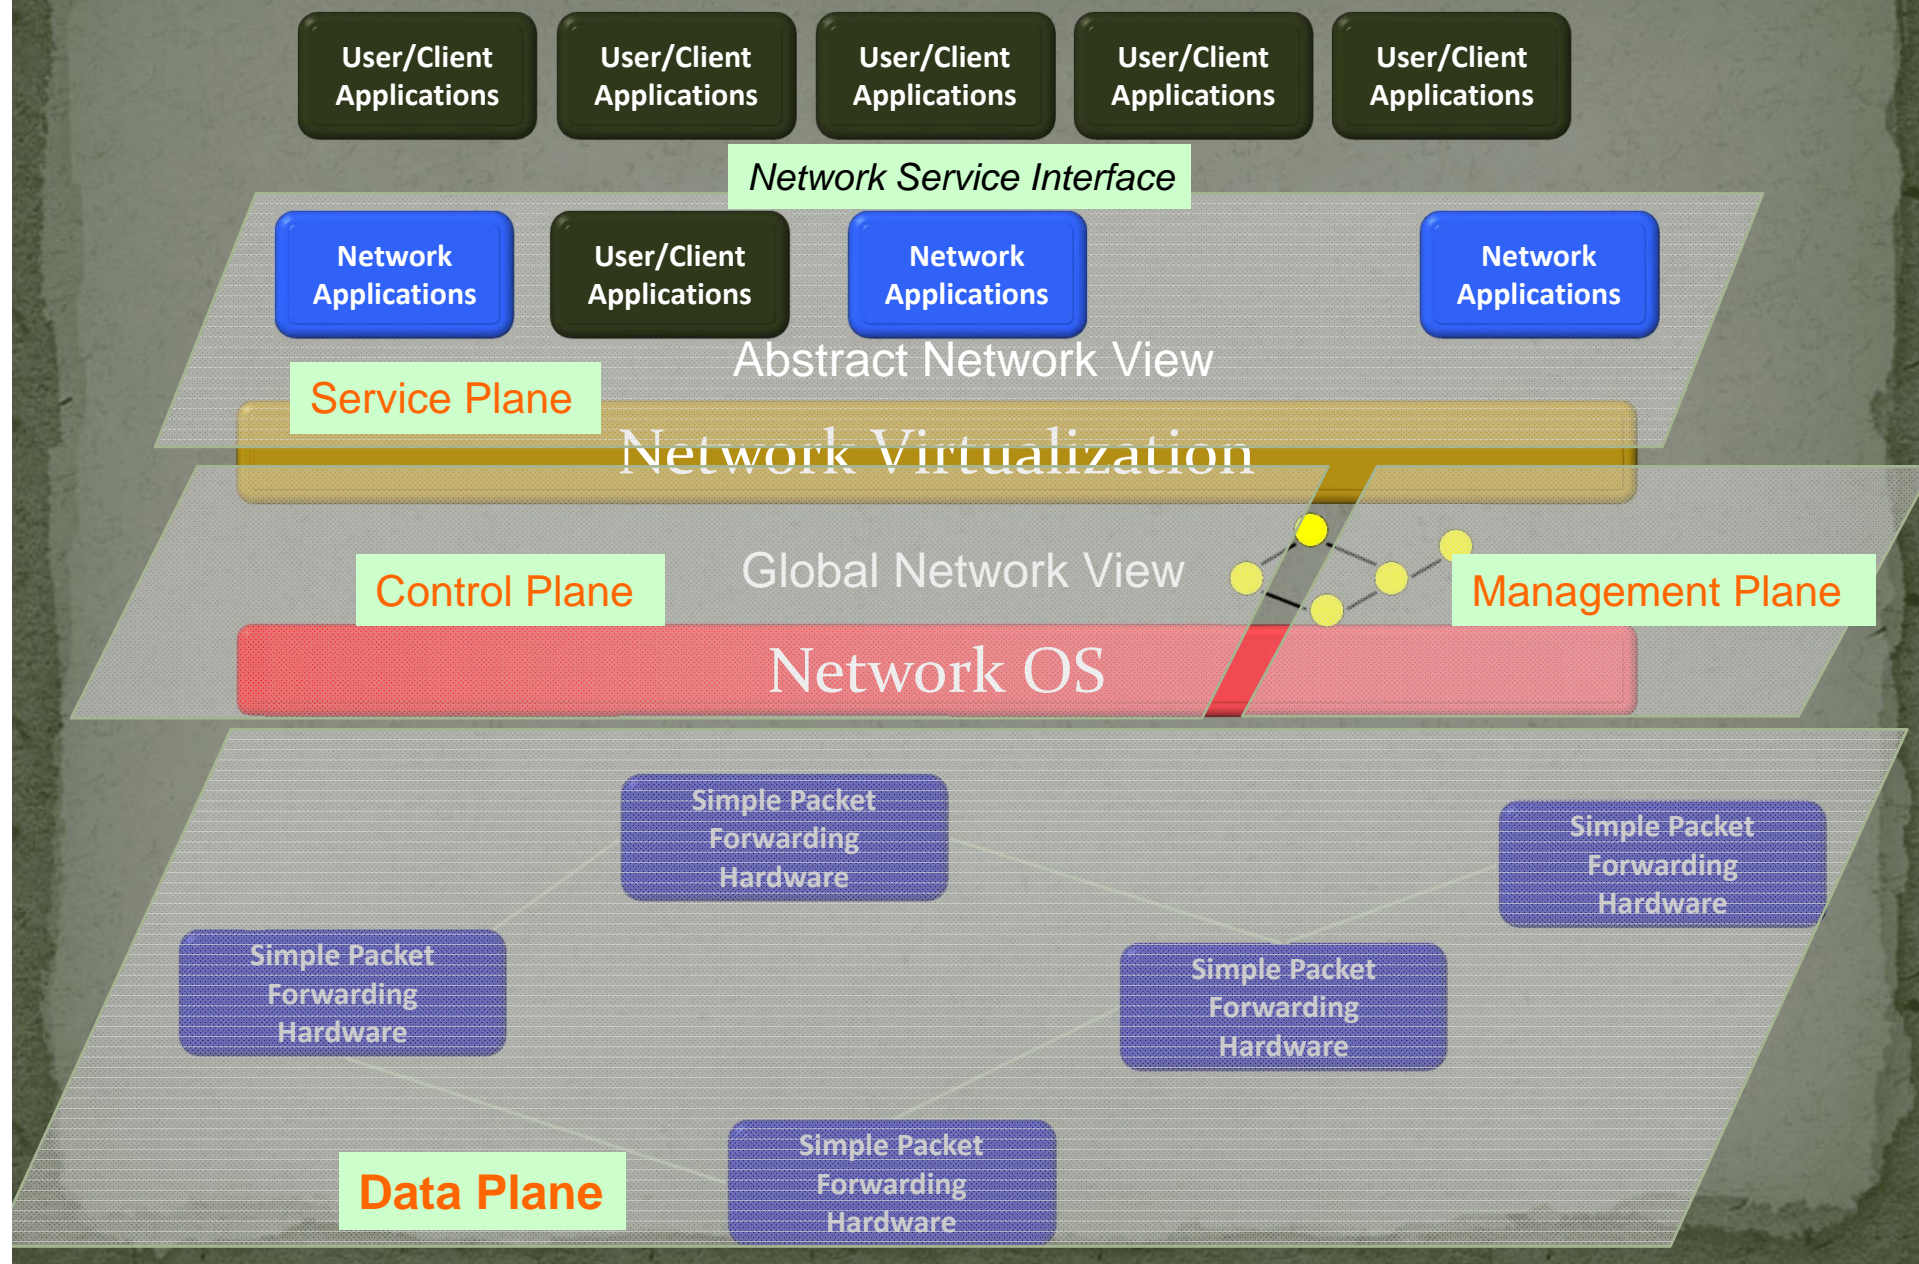 User/Client
Applications
User/Client
Applications
User/Client
Applications
User/Client
Applications
User/Client
Applications
Network Service Interface
Network
Applications
User/Client
Applications
Network
Applications
Network
Applications
Abstract Network View
Service Plane
Network Virtualization
Global Network View
Control Plane
Management Plane
Network OS
Simple Packet
Forwarding
Hardware
Simple Packet
Forwarding
Hardware
Simple Packet
Forwarding
Hardware
Simple Packet
Forwarding
Hardware
Simple Packet
Forwarding
Hardware
Data Plane